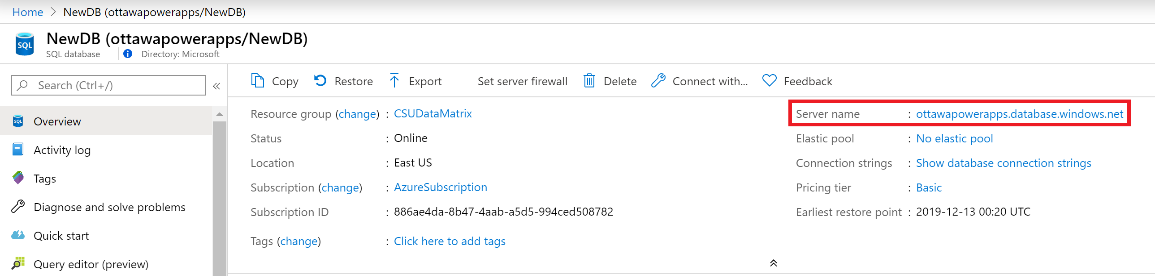 Home > NewDB (ottawapowerapps/NewDB)
NewDB (ottawapowerapps/NewDB)
SQL database Directory: Microsoft
Search (Ctrl+/)
Overview
Activity log
Tags
Diagnose and solve problems
Quick start
Query editor (preview)
Copy Restore Export Set server firewall Delete Connect with... Feedback
Resource group (change) : CSUDataMatrix
Status : Online
Location : East US
Subscription (change) : AzureSubscription
Subscription ID : 886ae4da-8b47-4aab-a5d5-994ced508782
Tags (change) : Click here to add tags
Server name : ottawapowerapps.database.windows.net
Elastic pool : No elastic pool
Connection strings : Show database connection strings
Pricing tier : Basic
Earliest restore point : 2019-12-13 00:20 UTC